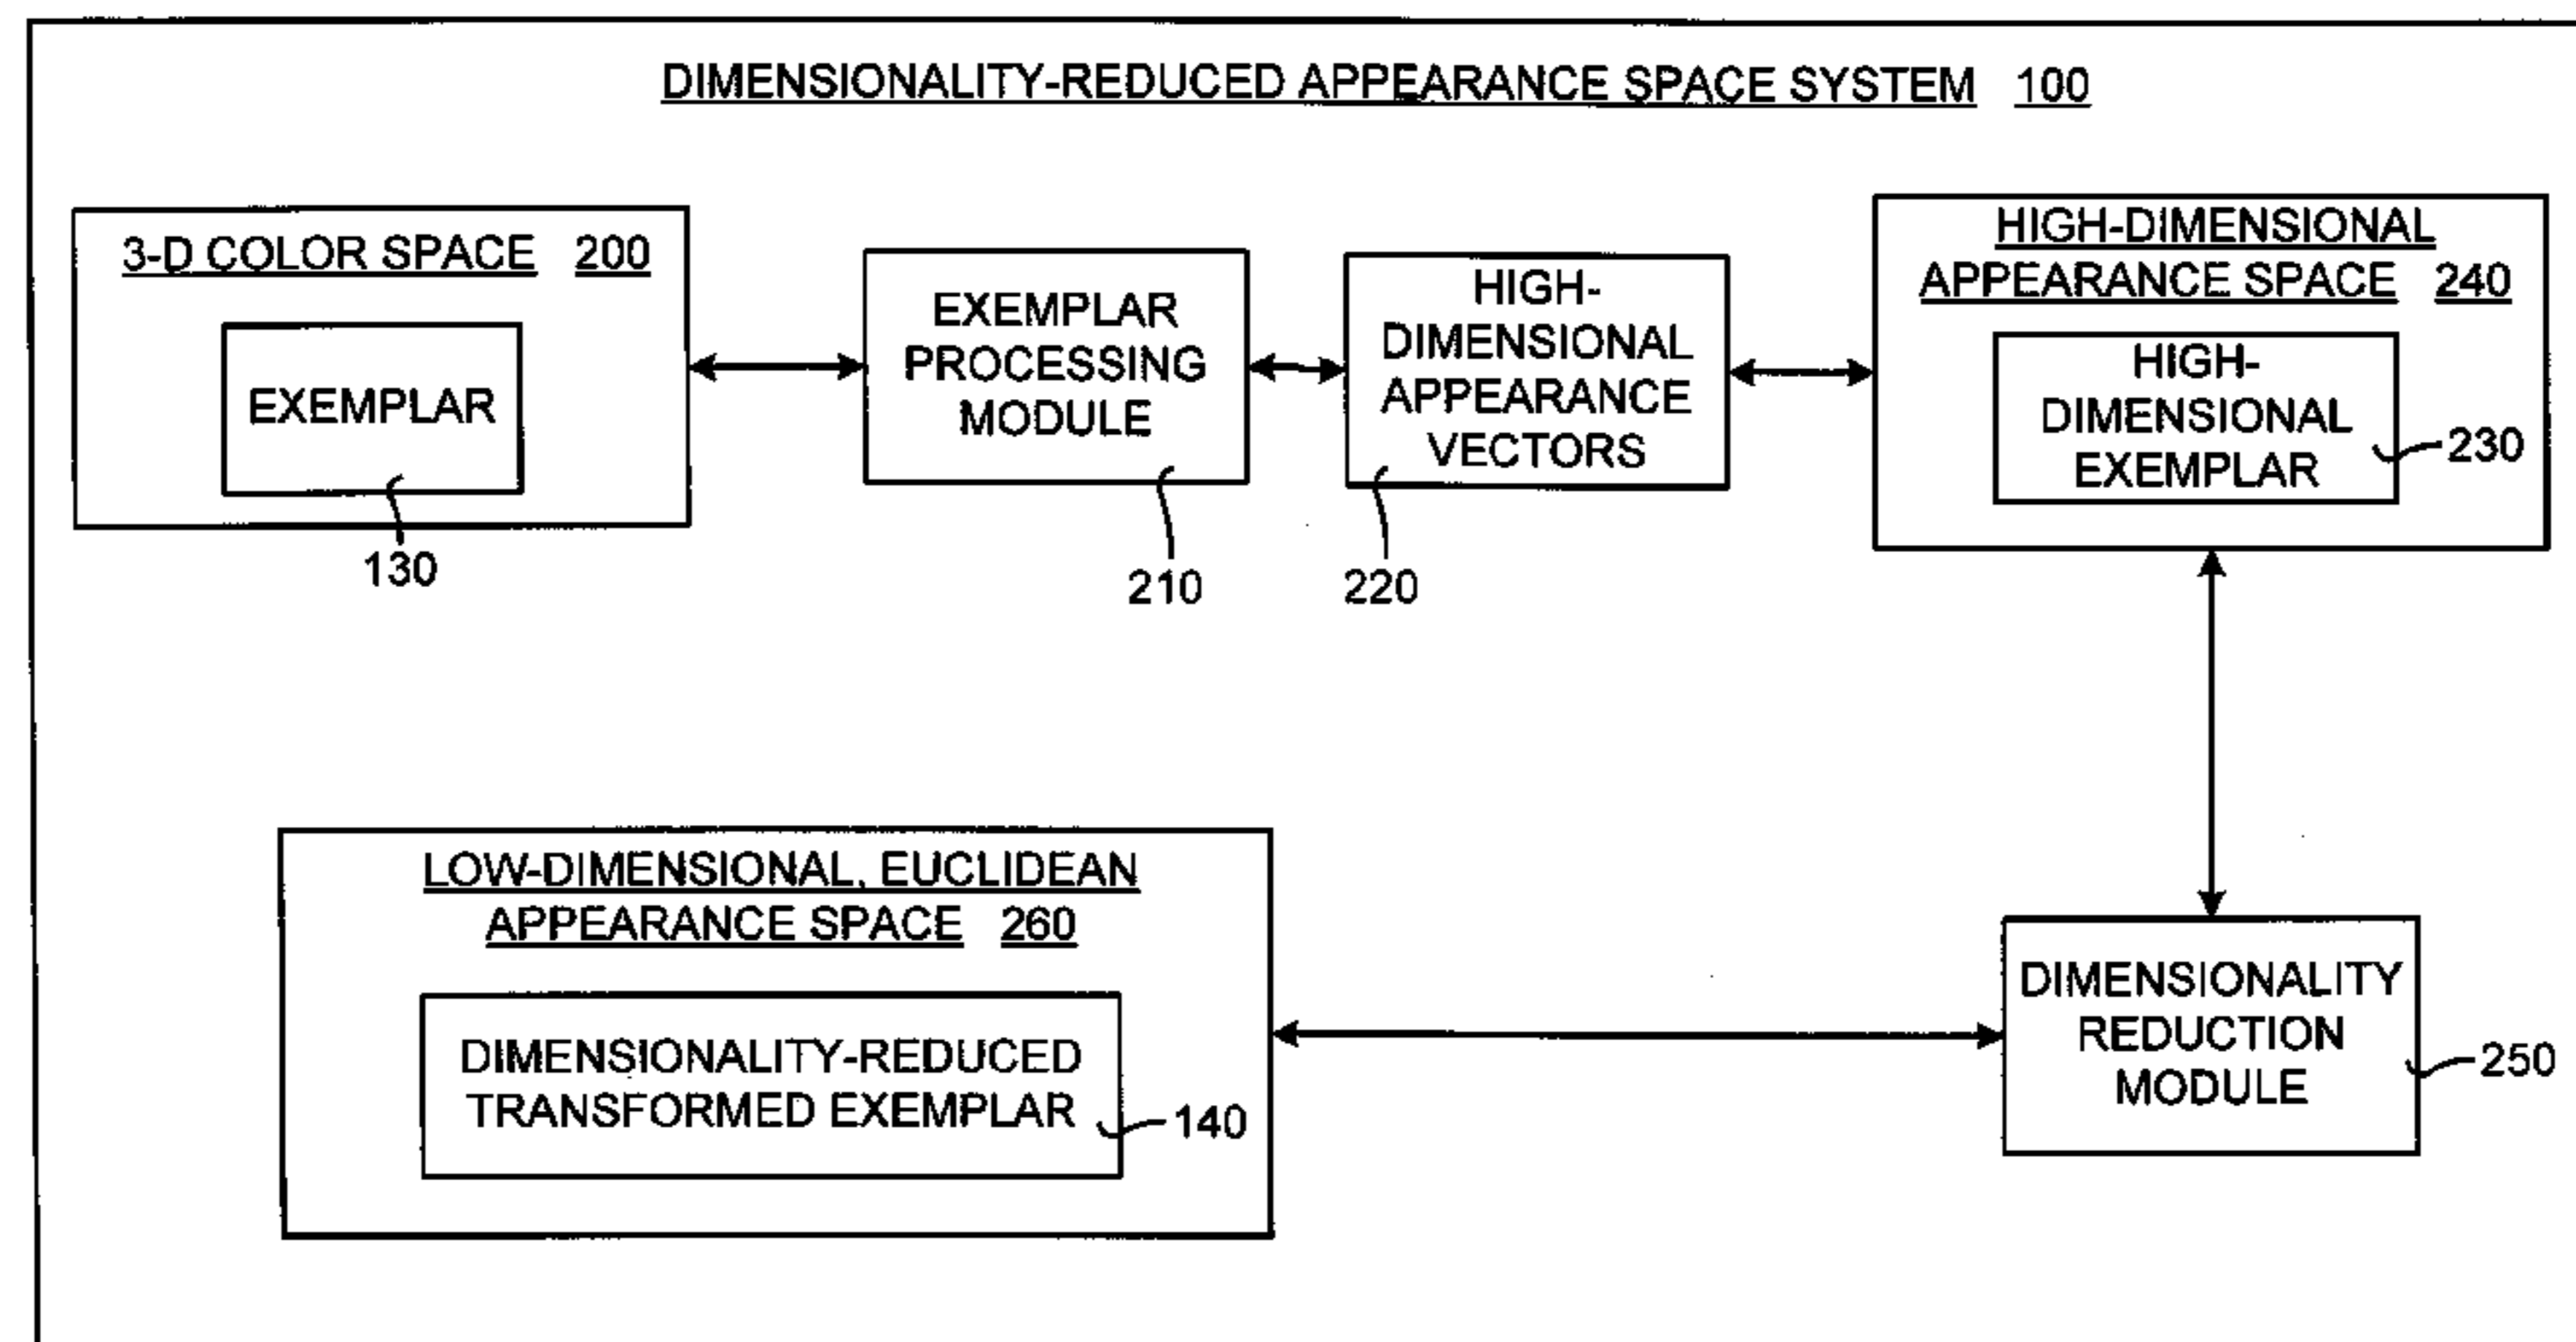 DIMENSIONALITY-REDUCED APPEARANCE SPACE SYSTEM 100
3-D COLOR SPACE 200
EXEMPLAR
130
EXEMPLAR
PROCESSING
MODULE
210
HIGH-
DIMENSIONAL
APPEARANCE
VECTORS
220
HIGH-DIMENSIONAL
APPEARANCE SPACE 240
HIGH-
DIMENSIONAL
EXEMPLAR
230
LOW-DIMENSIONAL, EUCLIDEAN
APPEARANCE SPACE 260
DIMENSIONALITY-REDUCED
TRANSFORMED EXEMPLAR
140
DIMENSIONALITY
REDUCTION
MODULE
250